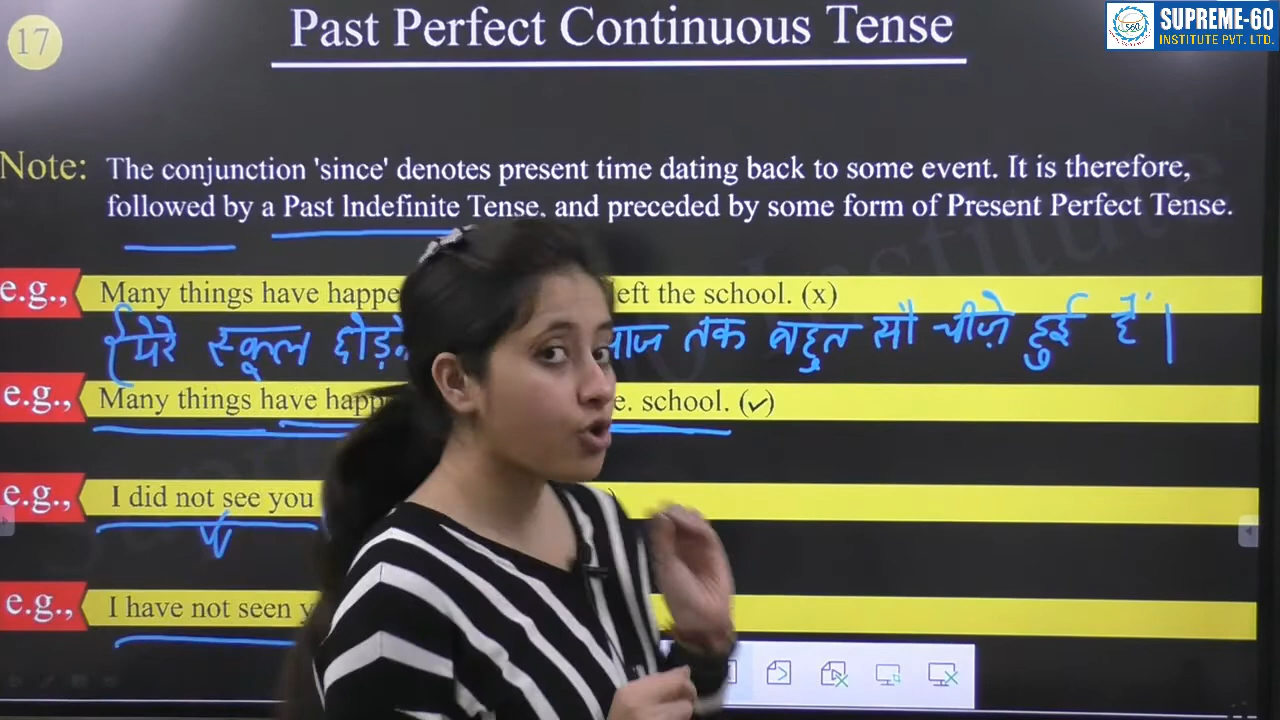 17
Past Perfect Continuous Tense
SUPREME-60
INSTITUTE PVT. LTD.
Note: The conjunction 'since' denotes present time dating back to some event. It is therefore,
followed by a Past lndefinite Tense, and preceded by some form of Present Perfect Tense.
e.g., Many things have happe eft the school. (x)
मेरे स्कूल छोड़ने आज तक बहुत सी चीज़े हुई हैं।
e.g., Many things have happ e. school. (✓)
e.g., I did not see you
e.g., I have not seen y